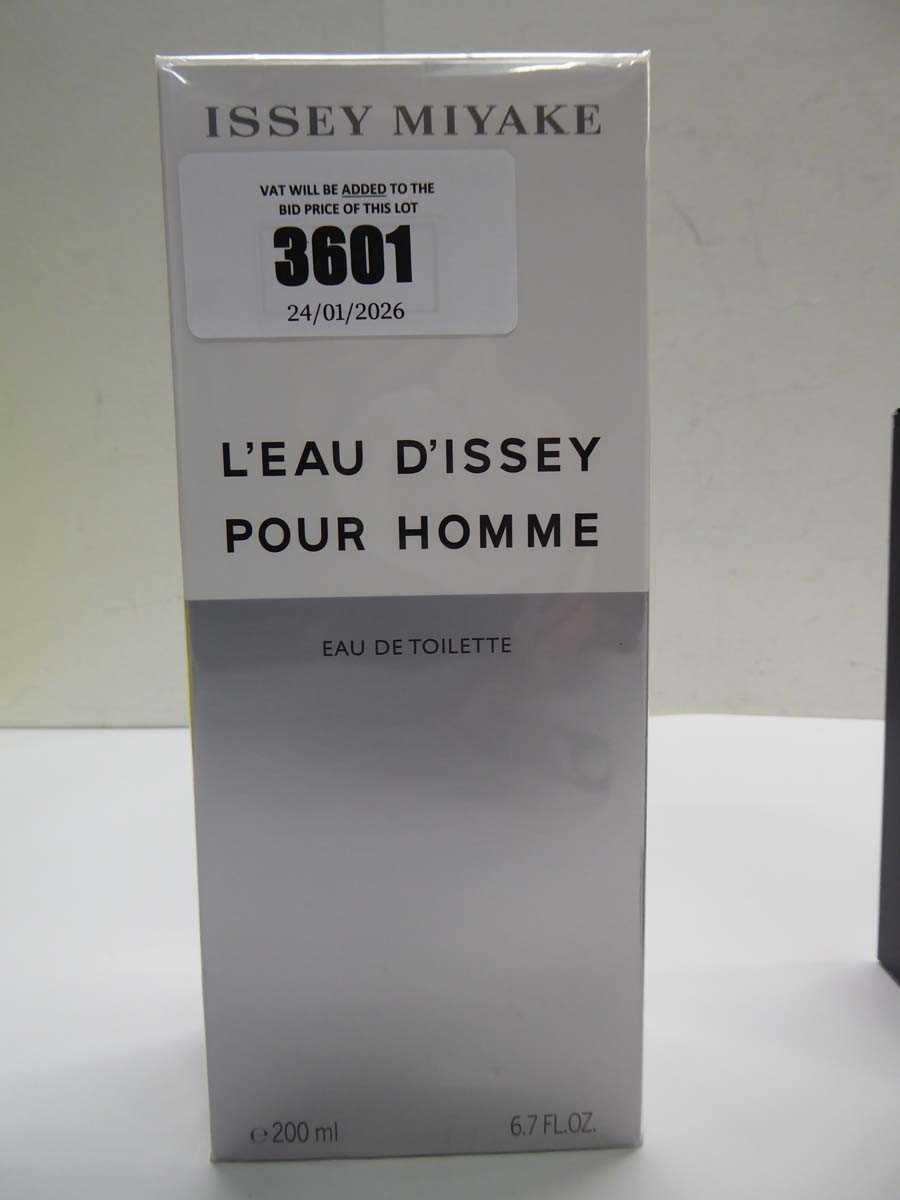 ISSEY MIYAKE
VAT WILL BE ADDED TO THE
BID PRICE OF THIS LOT
3601
24/01/2026
L'EAU D'ISSEY
POUR HOMME
EAU DE TOILETTE
℮200 ml 6.7 FL.OZ.